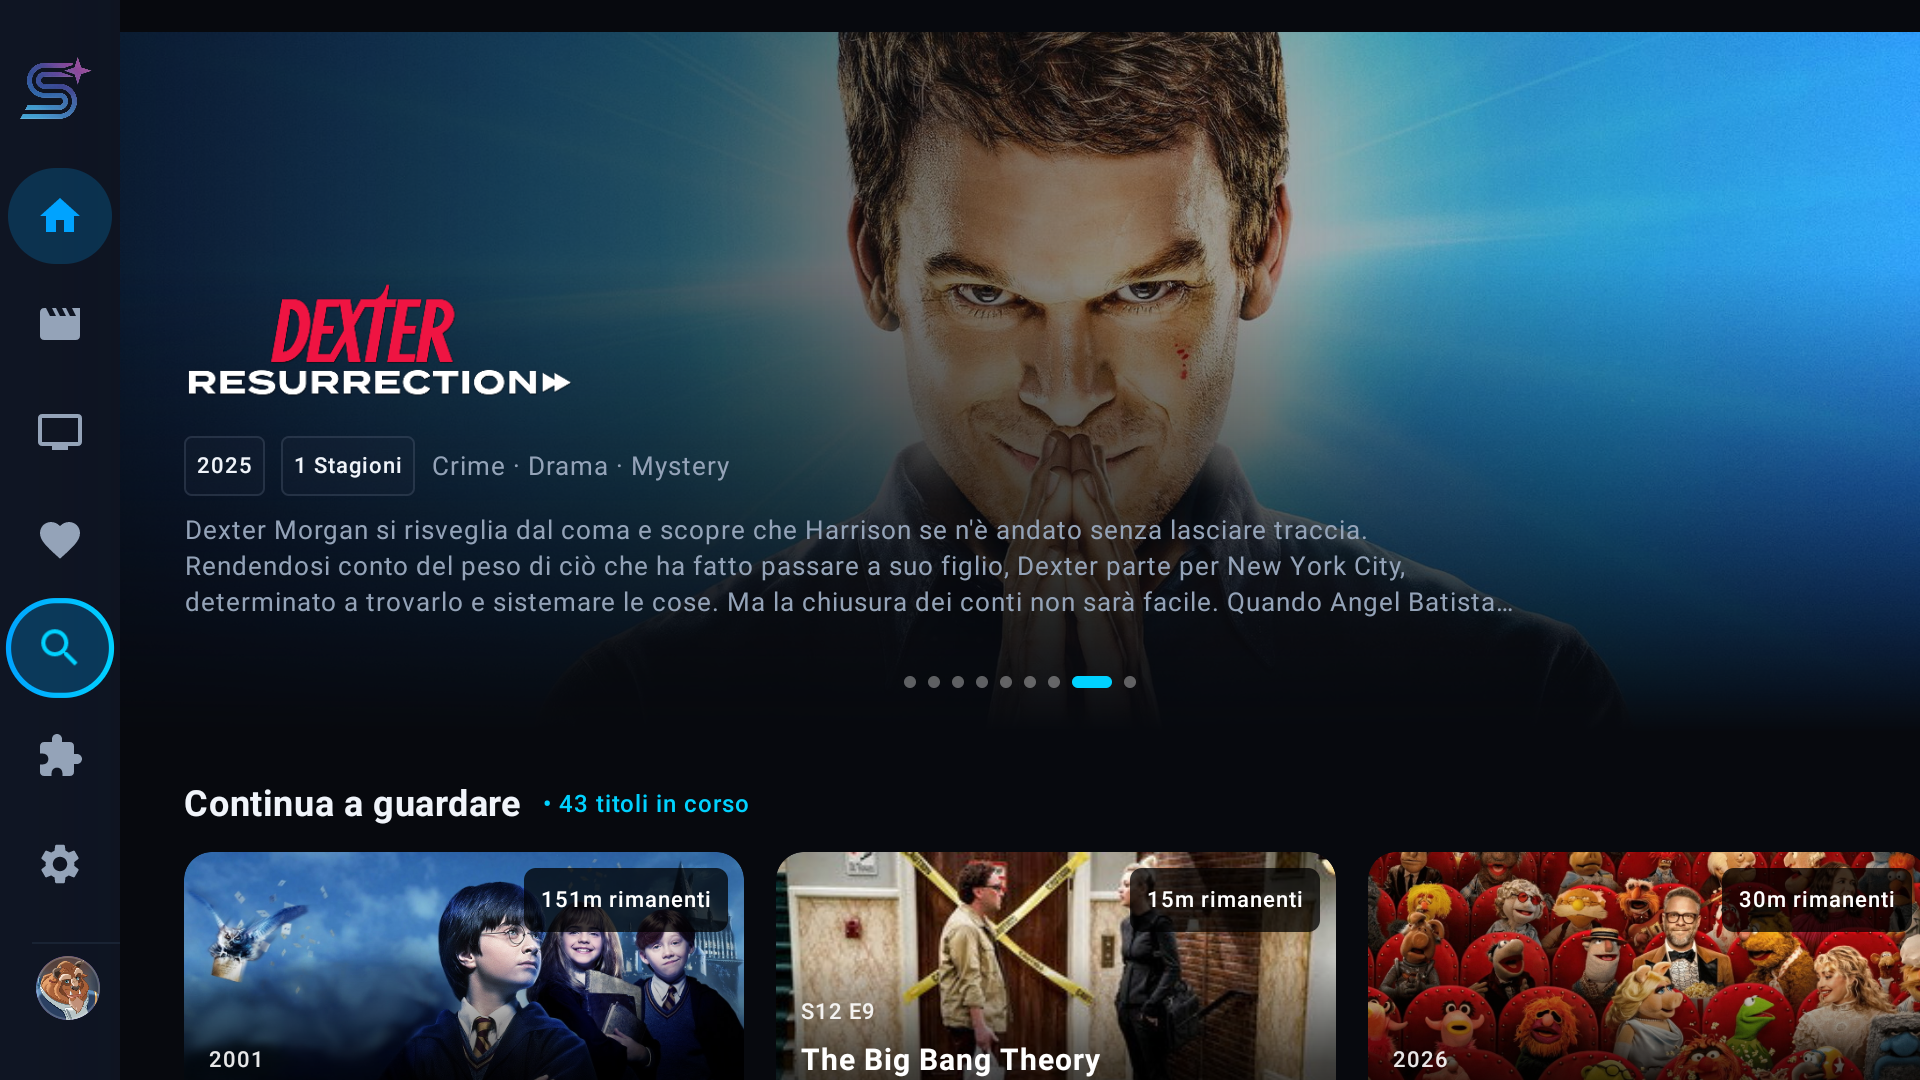 DEXTER
RESURRECTION
2025
1 Stagioni
Crime · Drama · Mystery
Dexter Morgan si risveglia dal coma e scopre che Harrison se n'è andato senza lasciare traccia.
Rendendosi conto del peso di ciò che ha fatto passare a suo figlio, Dexter parte per New York City,
determinato a trovarlo e sistemare le cose. Ma la chiusura dei conti non sarà facile. Quando Angel Batista…
Continua a guardare • 43 titoli in corso
151m rimanenti
2001
15m rimanenti
S12 E9
The Big Bang Theory
30m rimanenti
2026